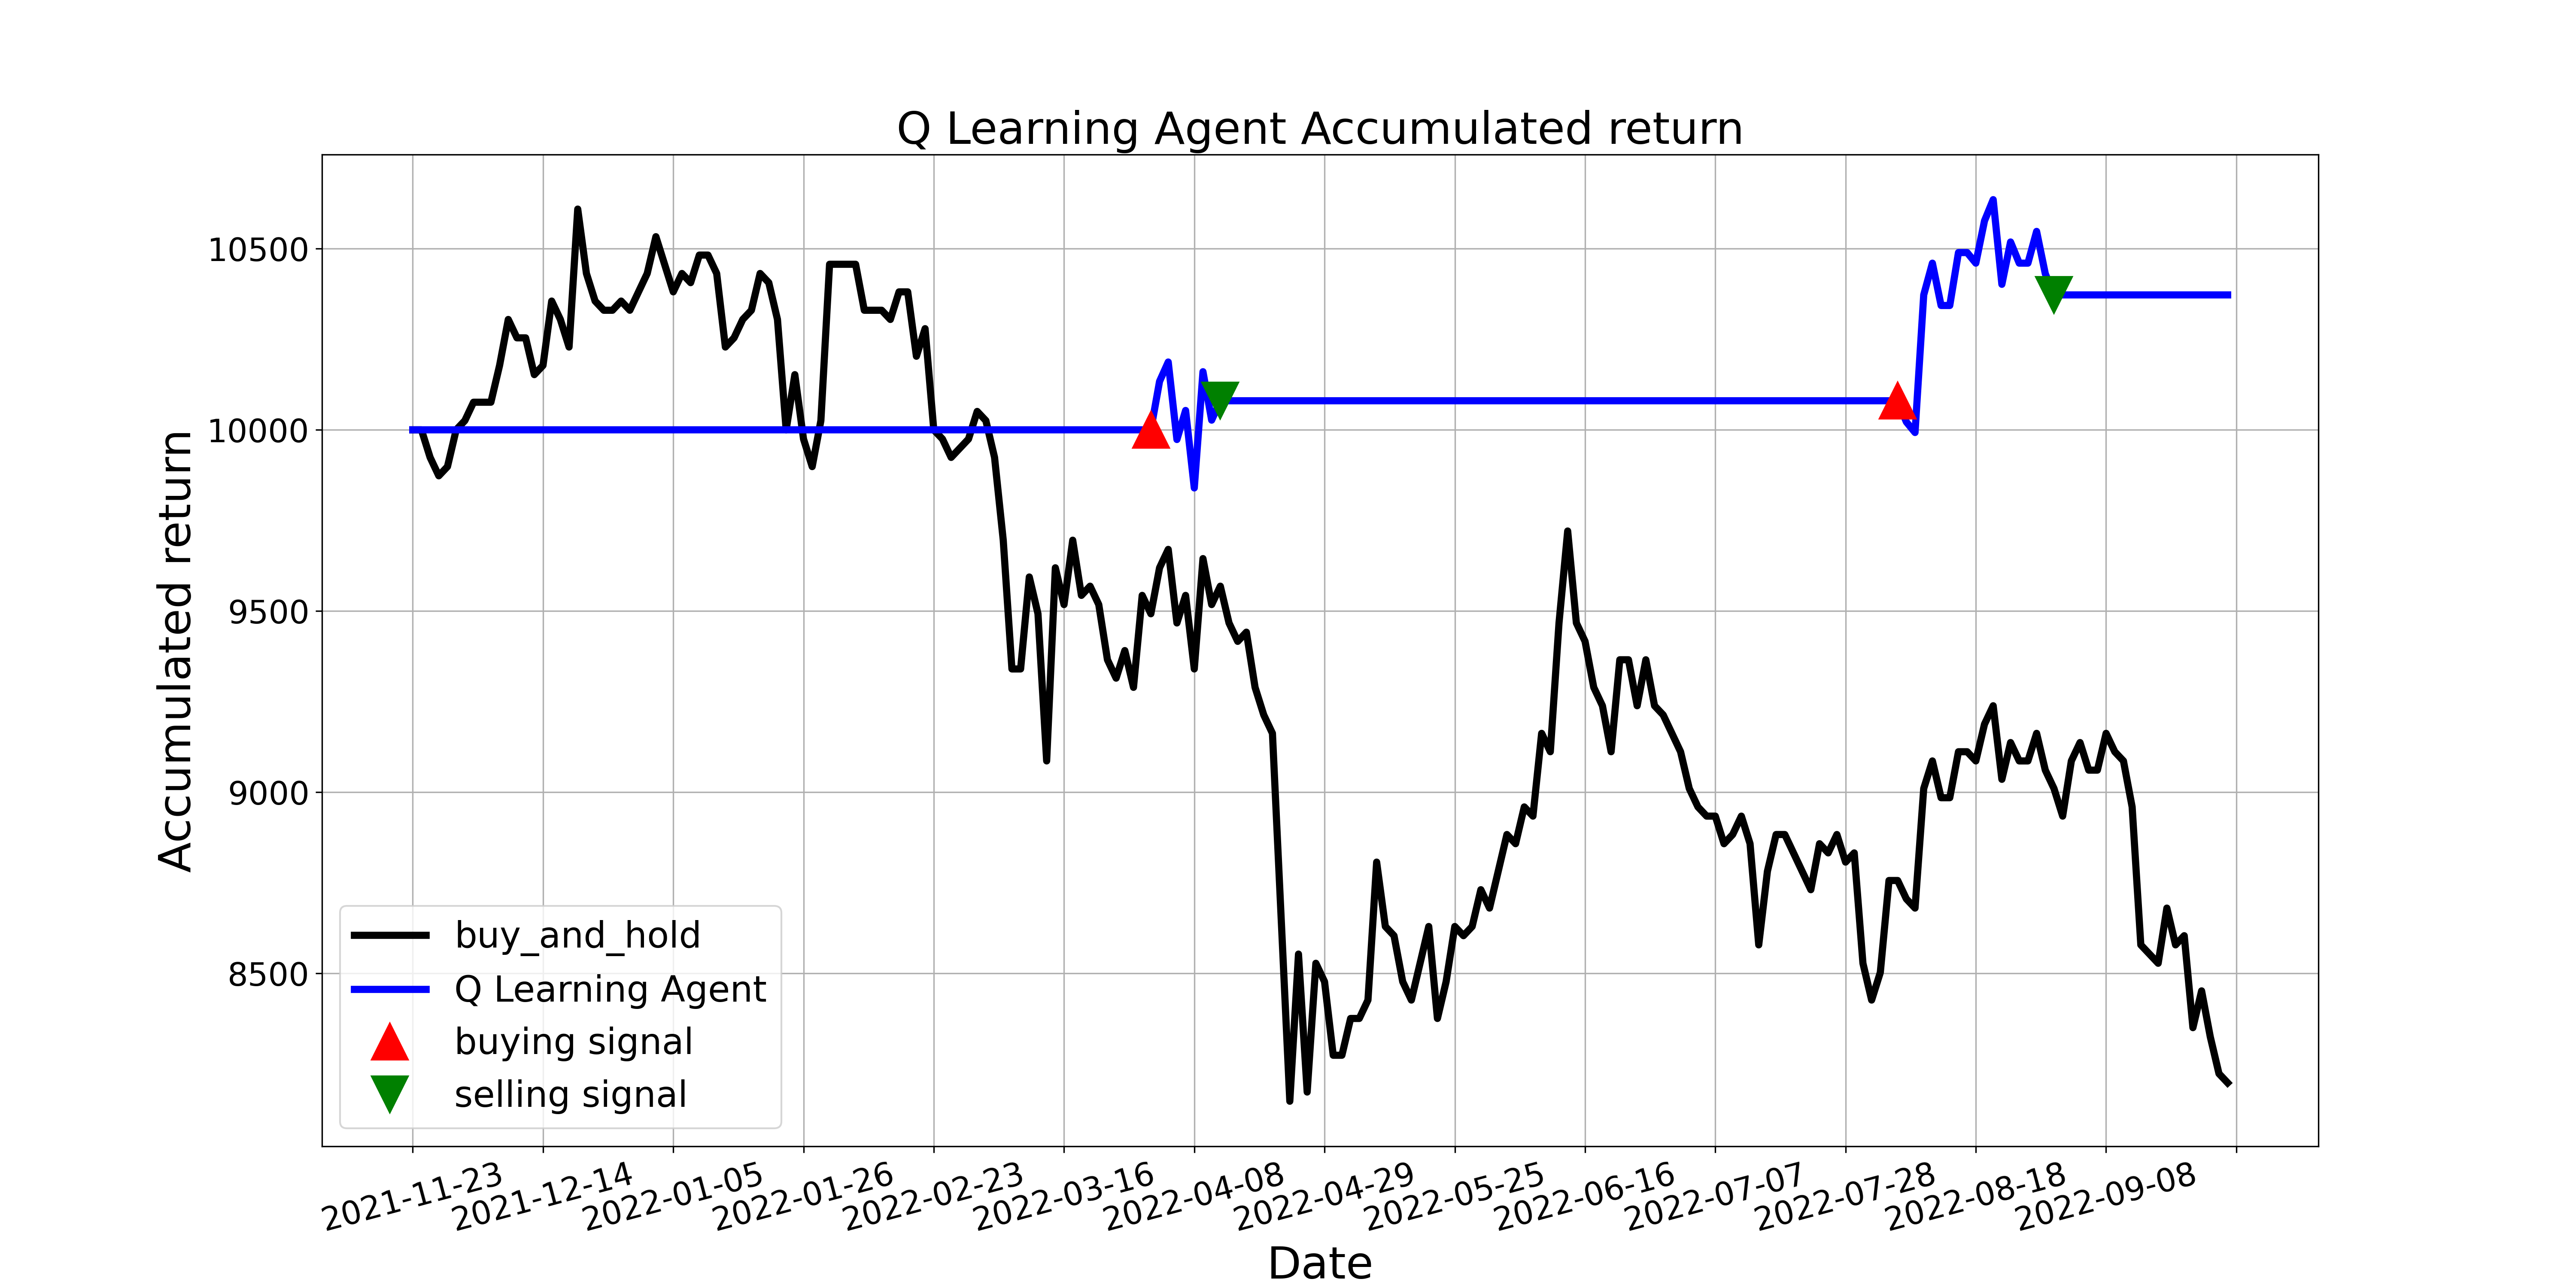 Q Learning Agent Accumulated return
Accumulated return
10500
10000
9500
9000
8500
buy_and_hold
Q Learning Agent
buying signal
selling signal
2021-11-23
2021-12-14
2022-01-05
2022-01-26
2022-02-23
2022-03-16
2022-04-08
2022-04-29
2022-05-25
2022-06-16
2022-07-07
2022-07-28
2022-08-18
2022-09-08
Date